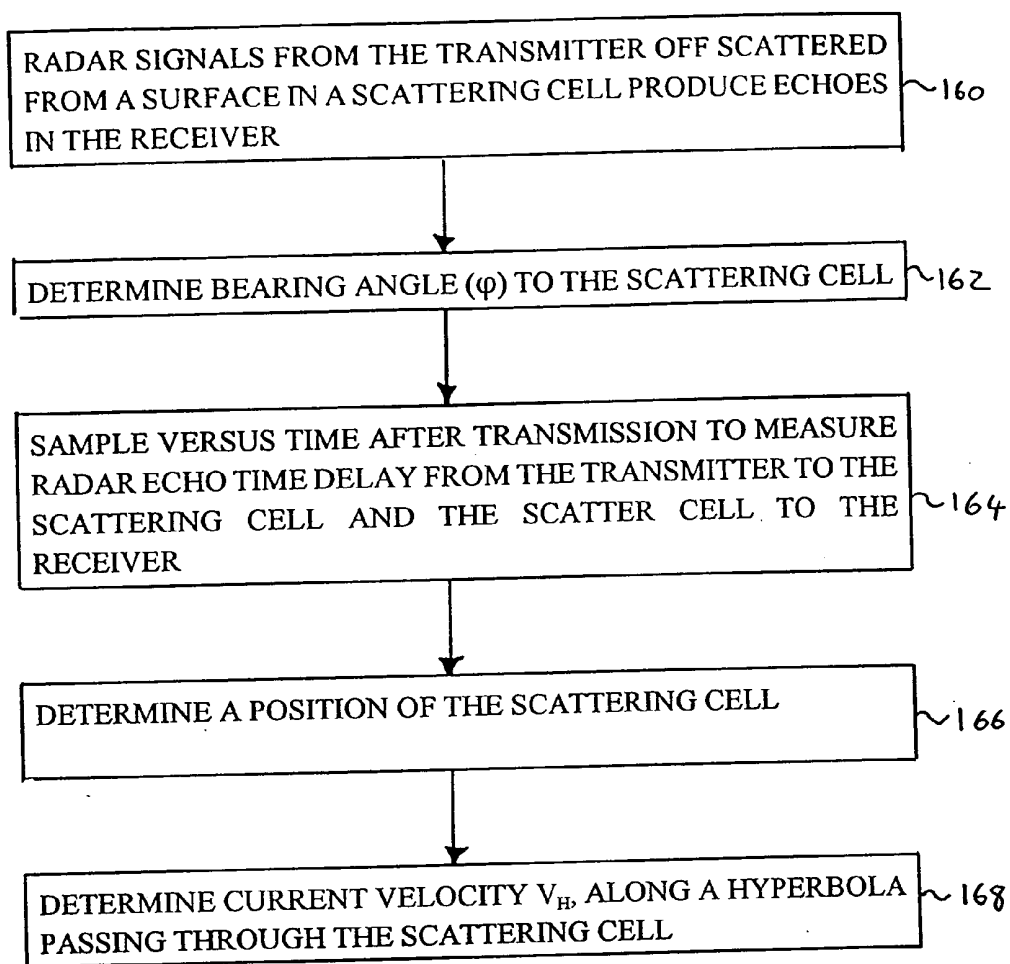 RADAR SIGNALS FROM THE TRANSMITTER OFF SCATTERED
FROM A SURFACE IN A SCATTERING CELL PRODUCE ECHOES
IN THE RECEIVER
160
DETERMINE BEARING ANGLE (φ) TO THE SCATTERING CELL
162
SAMPLE VERSUS TIME AFTER TRANSMISSION TO MEASURE
RADAR ECHO TIME DELAY FROM THE TRANSMITTER TO THE
SCATTERING CELL AND THE SCATTER CELL TO THE
RECEIVER
164
DETERMINE A POSITION OF THE SCATTERING CELL
166
DETERMINE CURRENT VELOCITY V_H, ALONG A HYPERBOLA
PASSING THROUGH THE SCATTERING CELL
168